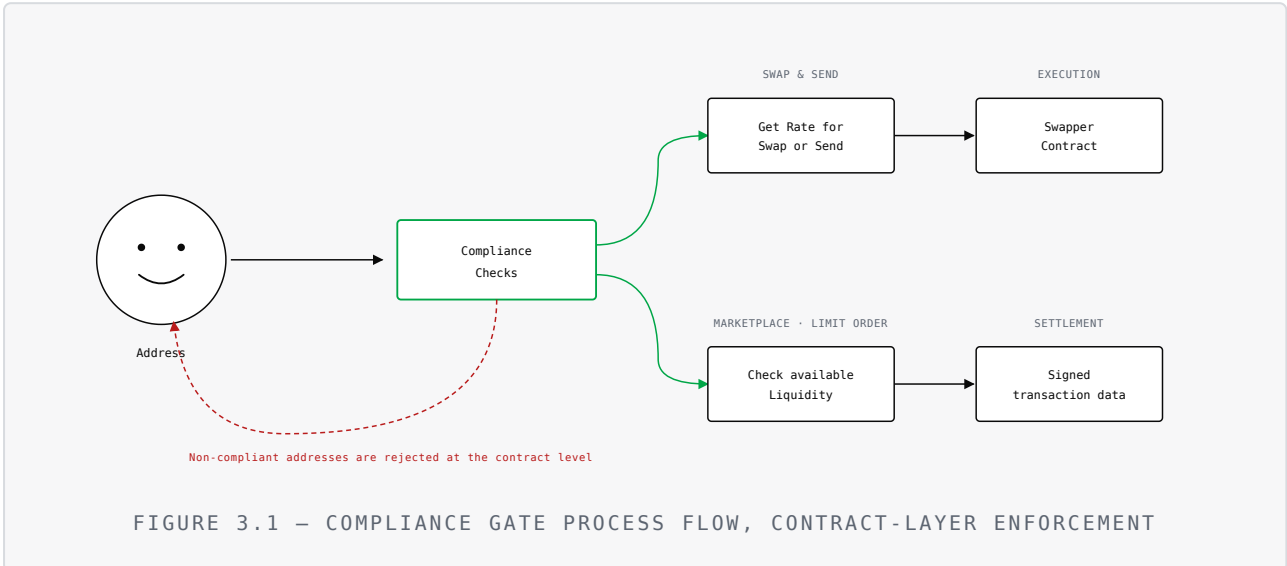 SWAP & SEND
EXECUTION
Get Rate for
Swap or Send
Swapper
Contract
Compliance
Checks
Address
MARKETPLACE · LIMIT ORDER
SETTLEMENT
Check available
Liquidity
Signed
transaction data
Non-compliant addresses are rejected at the contract level
FIGURE 3.1 — COMPLIANCE GATE PROCESS FLOW, CONTRACT-LAYER ENFORCEMENT